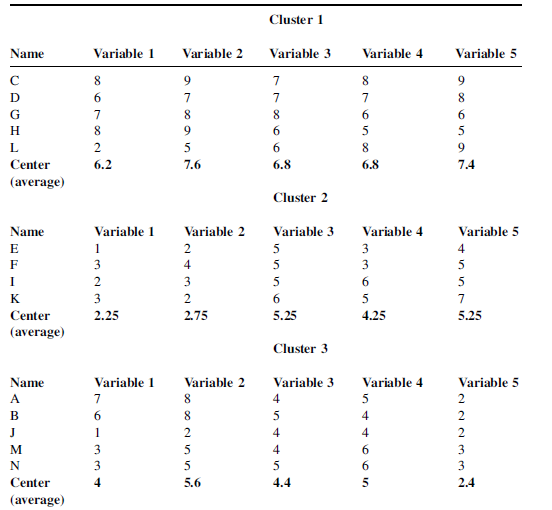 Cluster 1
Name Variable 1 Variable 2 Variable 3 Variable 4 Variable 5
C 8 9 7 8 9
D 6 7 7 7 8
G 7 8 8 6 6
H 8 9 6 5 5
L 2 5 6 8 9
Center 6.2 7.6 6.8 6.8 7.4
(average)
Cluster 2
Name Variable 1 Variable 2 Variable 3 Variable 4 Variable 5
E 1 2 5 3 4
F 3 4 5 3 5
I 2 3 5 6 5
K 3 2 6 5 7
Center 2.25 2.75 5.25 4.25 5.25
(average)
Cluster 3
Name Variable 1 Variable 2 Variable 3 Variable 4 Variable 5
A 7 8 4 5 2
B 6 8 5 4 2
J 1 2 4 4 2
M 3 5 4 6 3
N 3 5 5 6 3
Center 4 5.6 4.4 5 2.4
(average)